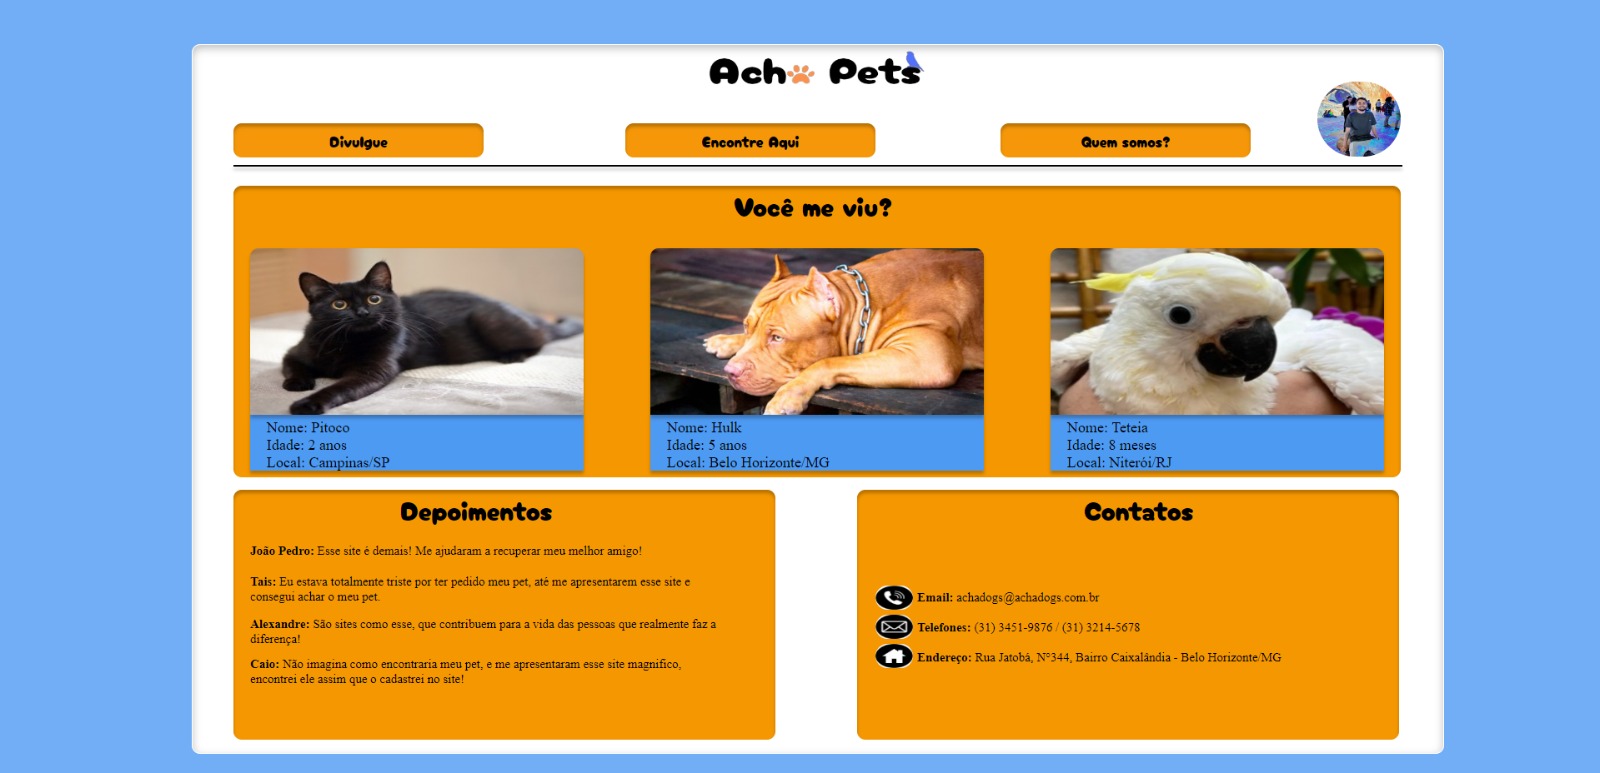 Ach Pets
Divulgue
Encontre Aqui
Quem somos?
Você me viu?
Nome: Pitoco
Idade: 2 anos
Local: Campinas/SP
Nome: Hulk
Idade: 5 anos
Local: Belo Horizonte/MG
Nome: Teteia
Idade: 8 meses
Local: Niterói/RJ
Depoimentos
João Pedro: Esse site é demais! Me ajudaram a recuperar meu melhor amigo!
Tais: Eu estava totalmente triste por ter pedido meu pet, até me apresentarem esse site e
consegui achar o meu pet.
Alexandre: São sites como esse, que contribuem para a vida das pessoas que realmente faz a
diferença!
Caio: Não imagina como encontraria meu pet, e me apresentaram esse site magnifico,
encontrei ele assim que o cadastrei no site!
Contatos
Email: achadogs@achadogs.com.br
Telefones: (31) 3451-9876 / (31) 3214-5678
Endereço: Rua Jatobá, N°344, Bairro Caixalândia - Belo Horizonte/MG